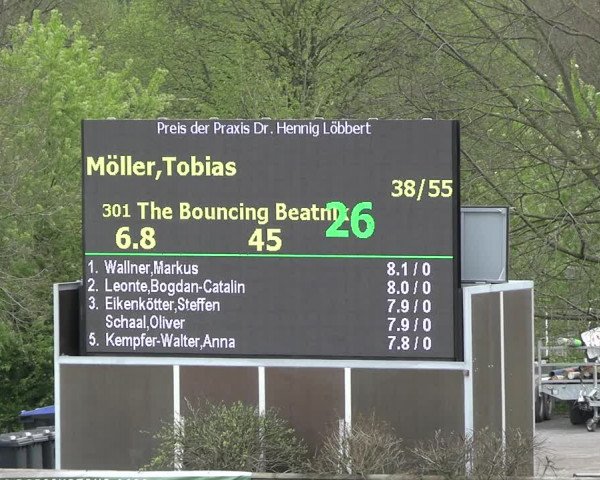 Preis der Praxis Dr. Hennig Löbbert
Möller,Tobias
38/55
301 The Bouncing Beatnik 26
6.8 45
1. Wallner,Markus 8.1 / 0
2. Leonte,Bogdan-Catalin 8.0 / 0
3. Eikenkötter,Steffen 7.9 / 0
Schaal,Oliver 7.9 / 0
5. Kempfer-Walter,Anna 7.8 / 0